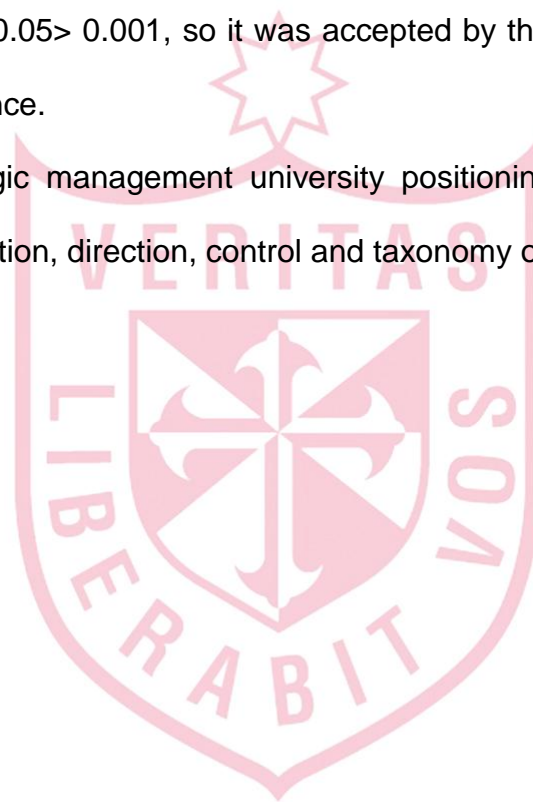 0.05> 0.001, so it was accepted by th
nce.
gic management university positionin
tion, direction, control and taxonomy o
VERITAS
LIBERABIT VOS